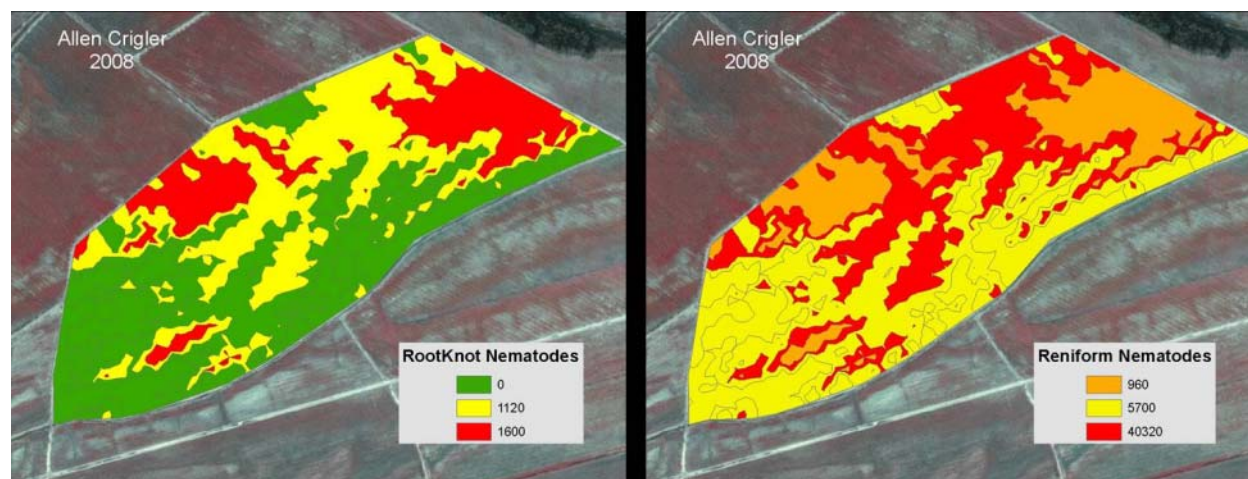 Allen Crigler
2008
RootKnot Nematodes
0
1120
1600
Allen Crigler
2008
Reniform Nematodes
960
5700
40320